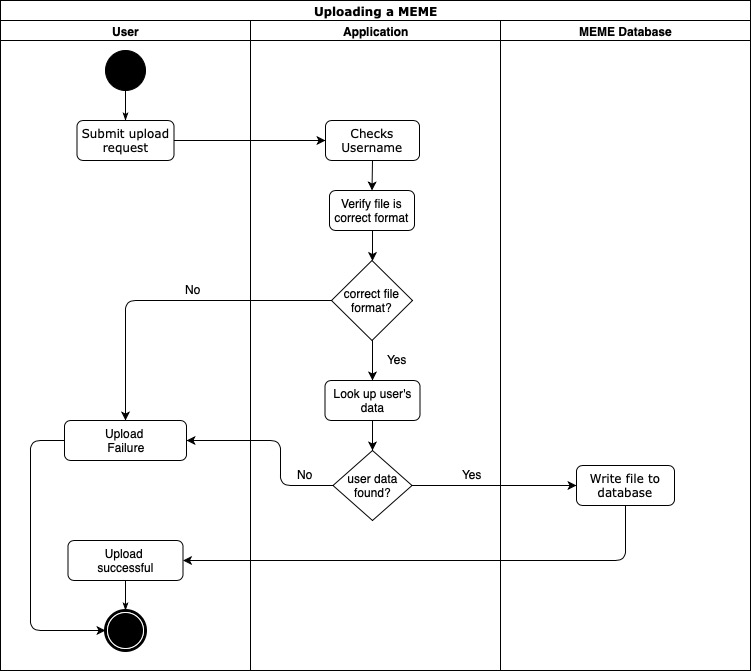 Uploading a MEME
User
Application
MEME Database
Submit upload
request
Checks
Username
Verify file is
correct format
No
correct file
format?
Yes
Look up user's
data
Upload
Failure
No
user data
found?
Yes
Write file to
database
Upload
successful